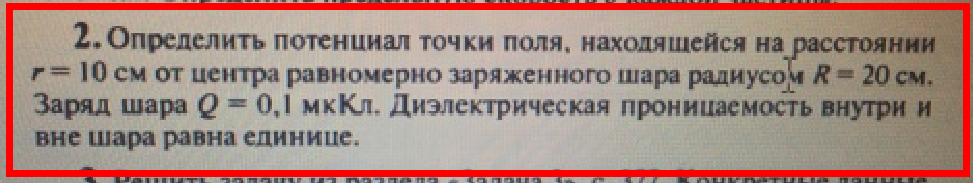 2. Определить потенциал точки поля, находящейся на расстоянии
r = 10 см от центра равномерно заряженного шара радиусом R = 20 см.
Заряд шара Q = 0,1 мкКл. Диэлектрическая проницаемость внутри и
вне шара равна единице.